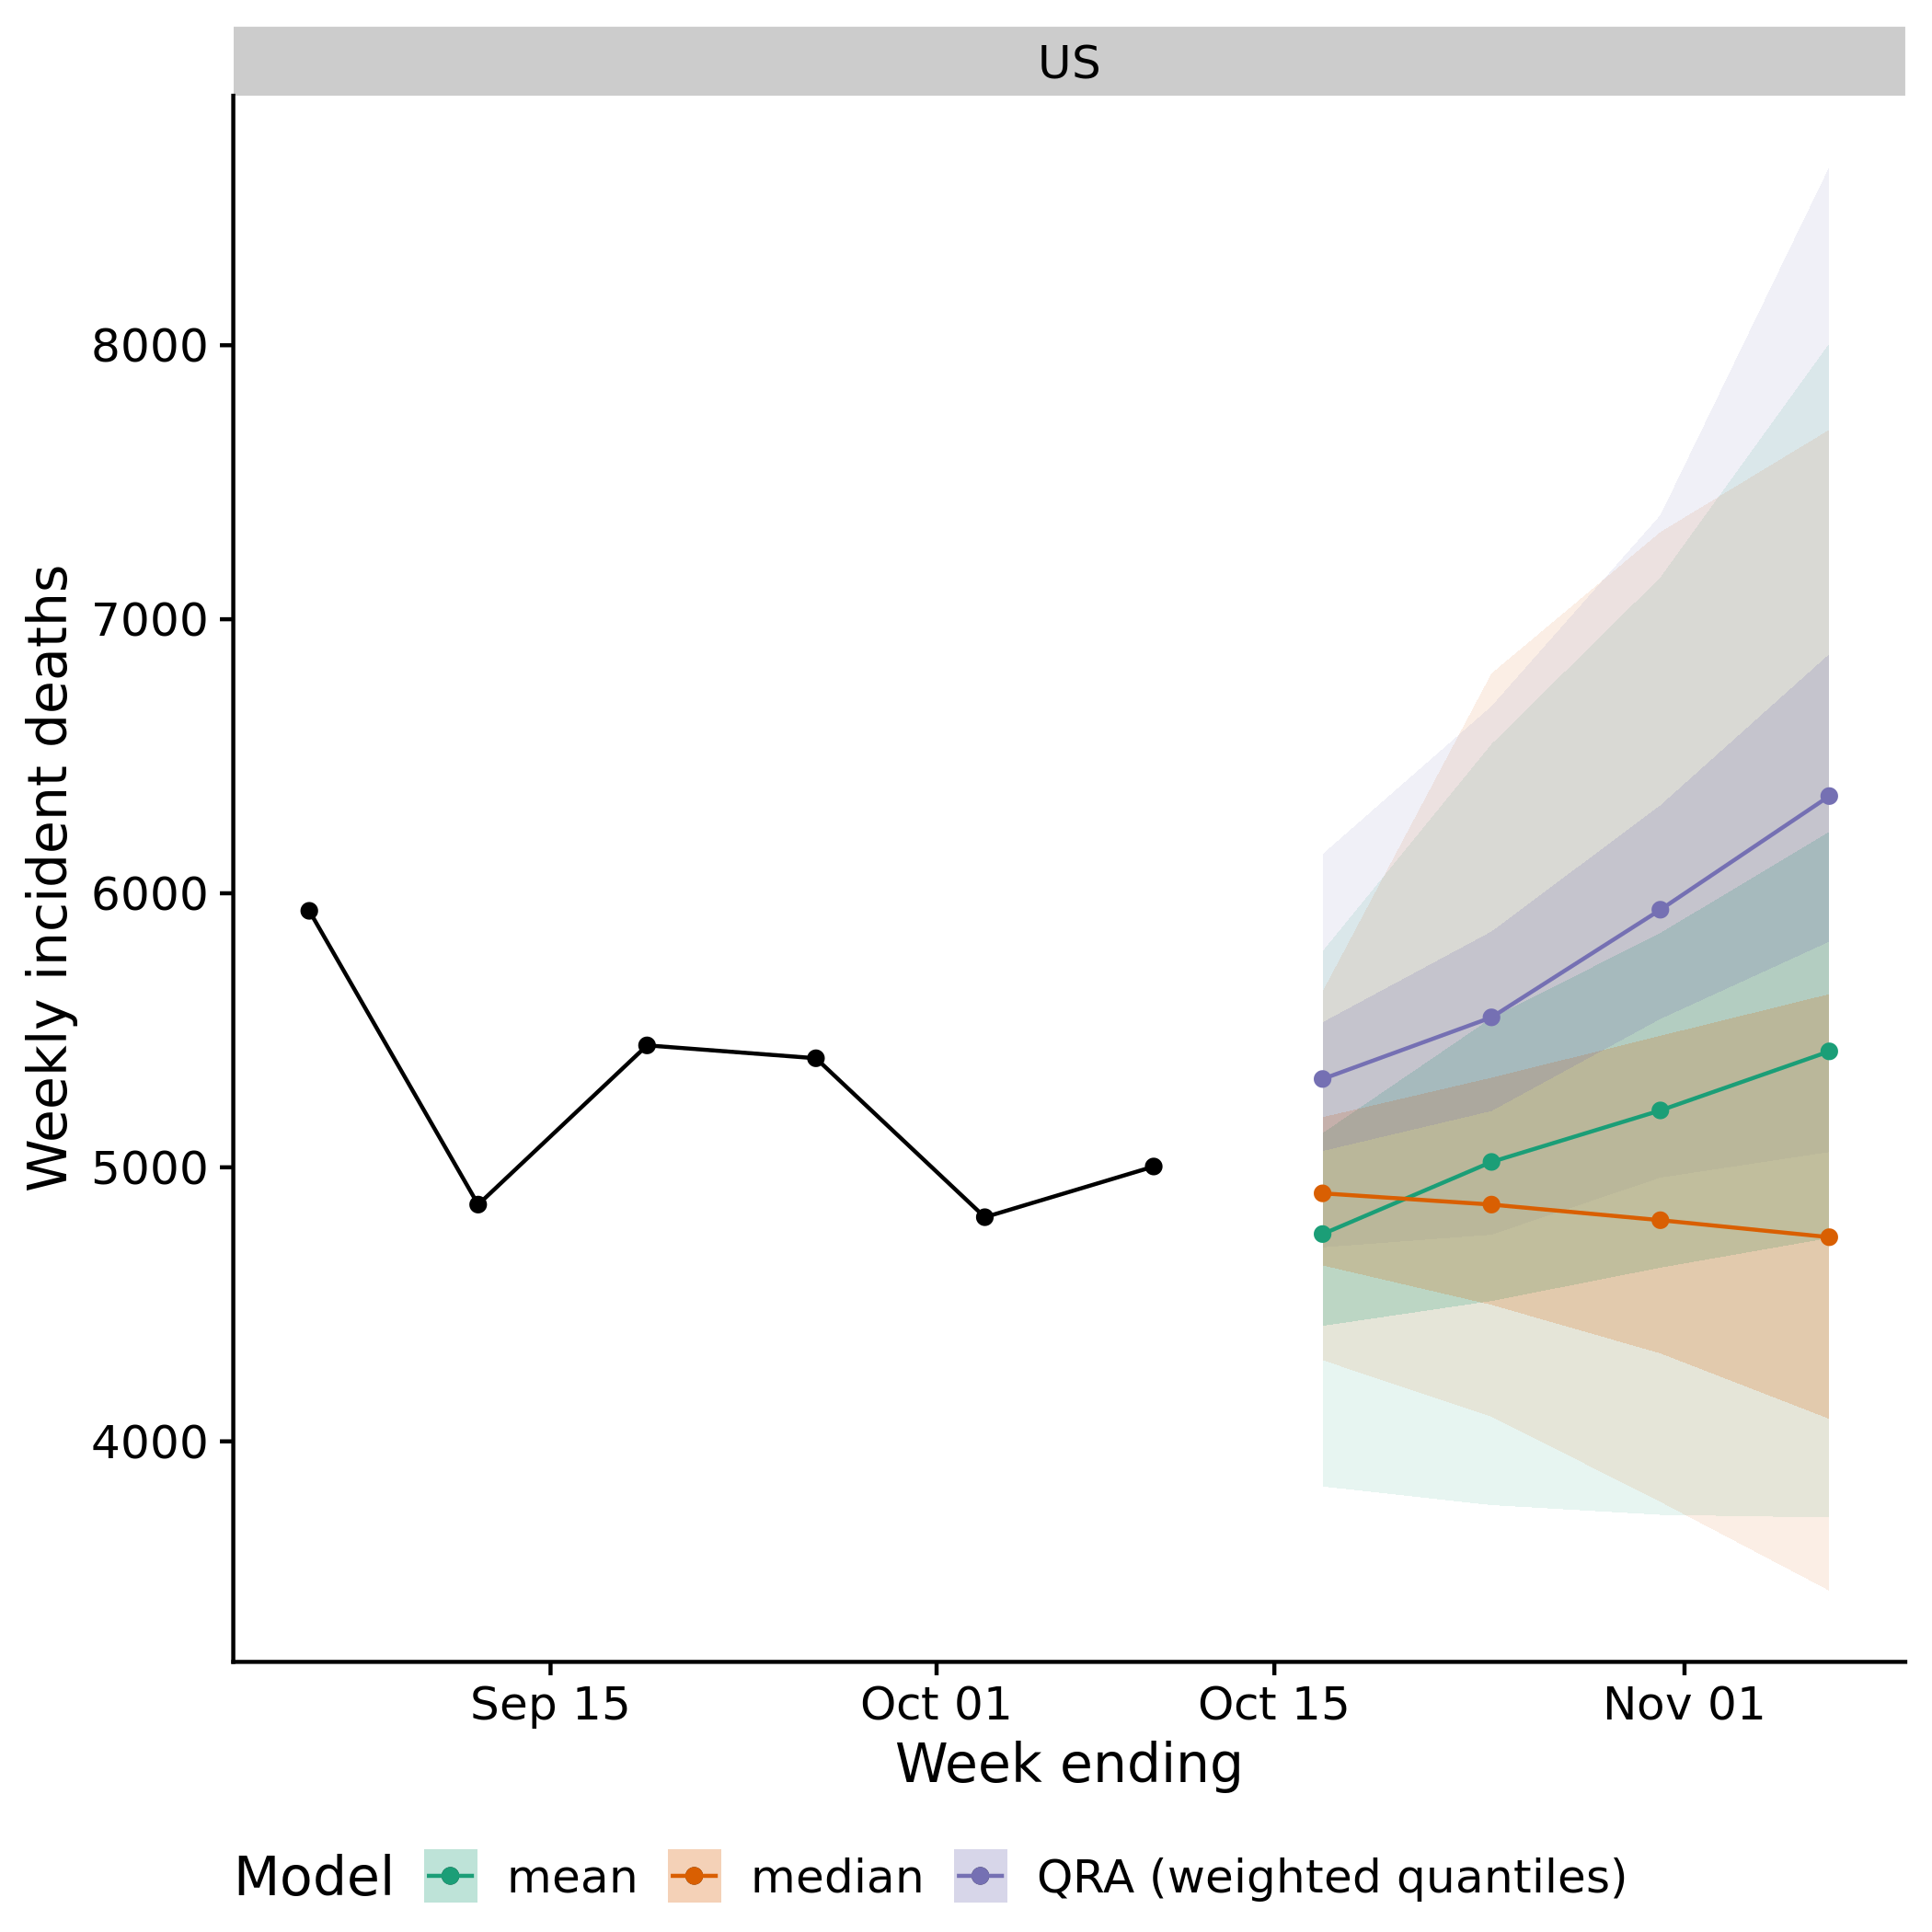 US
Weekly incident deaths
8000
7000
6000
5000
4000
Sep 15 Oct 01 Oct 15 Nov 01
Week ending
Model mean median QRA (weighted quantiles)